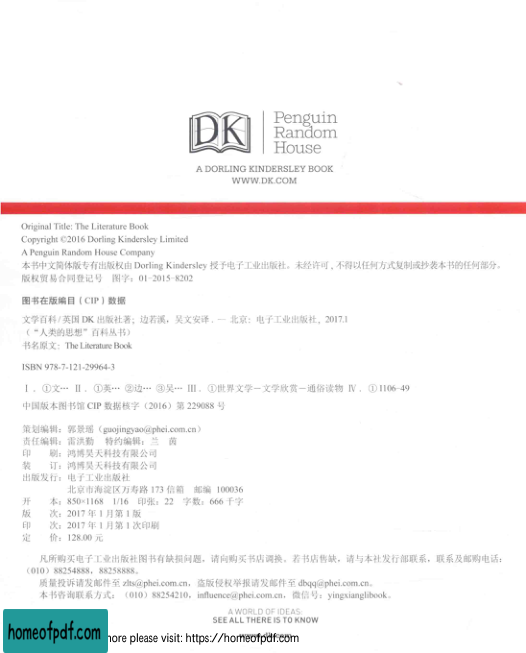 DK
Penguin
Random
House
A DORLING KINDERSLEY BOOK
WWW.DK.COM
Original Title: The Literature Book
Copyright ©2016 Dorling Kindersley Limited
A Penguin Random House Company
本书中文简体版专有出版权由 Dorling Kindersley 授予电子工业出版社。未经许可,不得以任何方式复制或抄袭本书的任何部分。
版权贸易合同登记号 图字:01-2015-8202
图书在版编目(CIP)数据
文学百科/英国 DK 出版社著;边若溪,吴文安译.—北京:电子工业出版社,2017.1
(“人类的思想”百科丛书)
书名原文:The Literature Book
ISBN 978-7-121-29964-3
Ⅰ.①文… Ⅱ.①英… ②边… ③吴… Ⅲ.①世界文学-文学欣赏-通俗读物 Ⅳ.①I106-49
中国版本图书馆 CIP 数据核字(2016)第 229088 号
策划编辑:郭景瑶(guojingyao@phei.com.cn)
责任编辑:雷洪勤 特约编辑:兰 茵
印 刷:鸿博昊天科技有限公司
装 订:鸿博昊天科技有限公司
出版发行:电子工业出版社
北京市海淀区万寿路 173 信箱 邮编 100036
开 本:850×1168 1/16 印张:22 字数:666 千字
版 次:2017 年 1 月第 1 版
印 次:2017 年 1 月第 1 次印刷
定 价:128.00 元
凡所购买电子工业出版社图书有缺损问题,请向购买书店调换。若书店售缺,请与本社发行部联系,联系及邮购电话:
(010)88254888,88258888。
质量投诉请发邮件至 zlts@phei.com.cn,盗版侵权举报请发邮件至 dbqq@phei.com.cn。
本书咨询联系方式:(010)88254210,influence@phei.com.cn,微信号:yingxianglibook。
A WORLD OF IDEAS:
SEE ALL THERE IS TO KNOW
homeofpdf.com
more please visit: https://homeofpdf.com